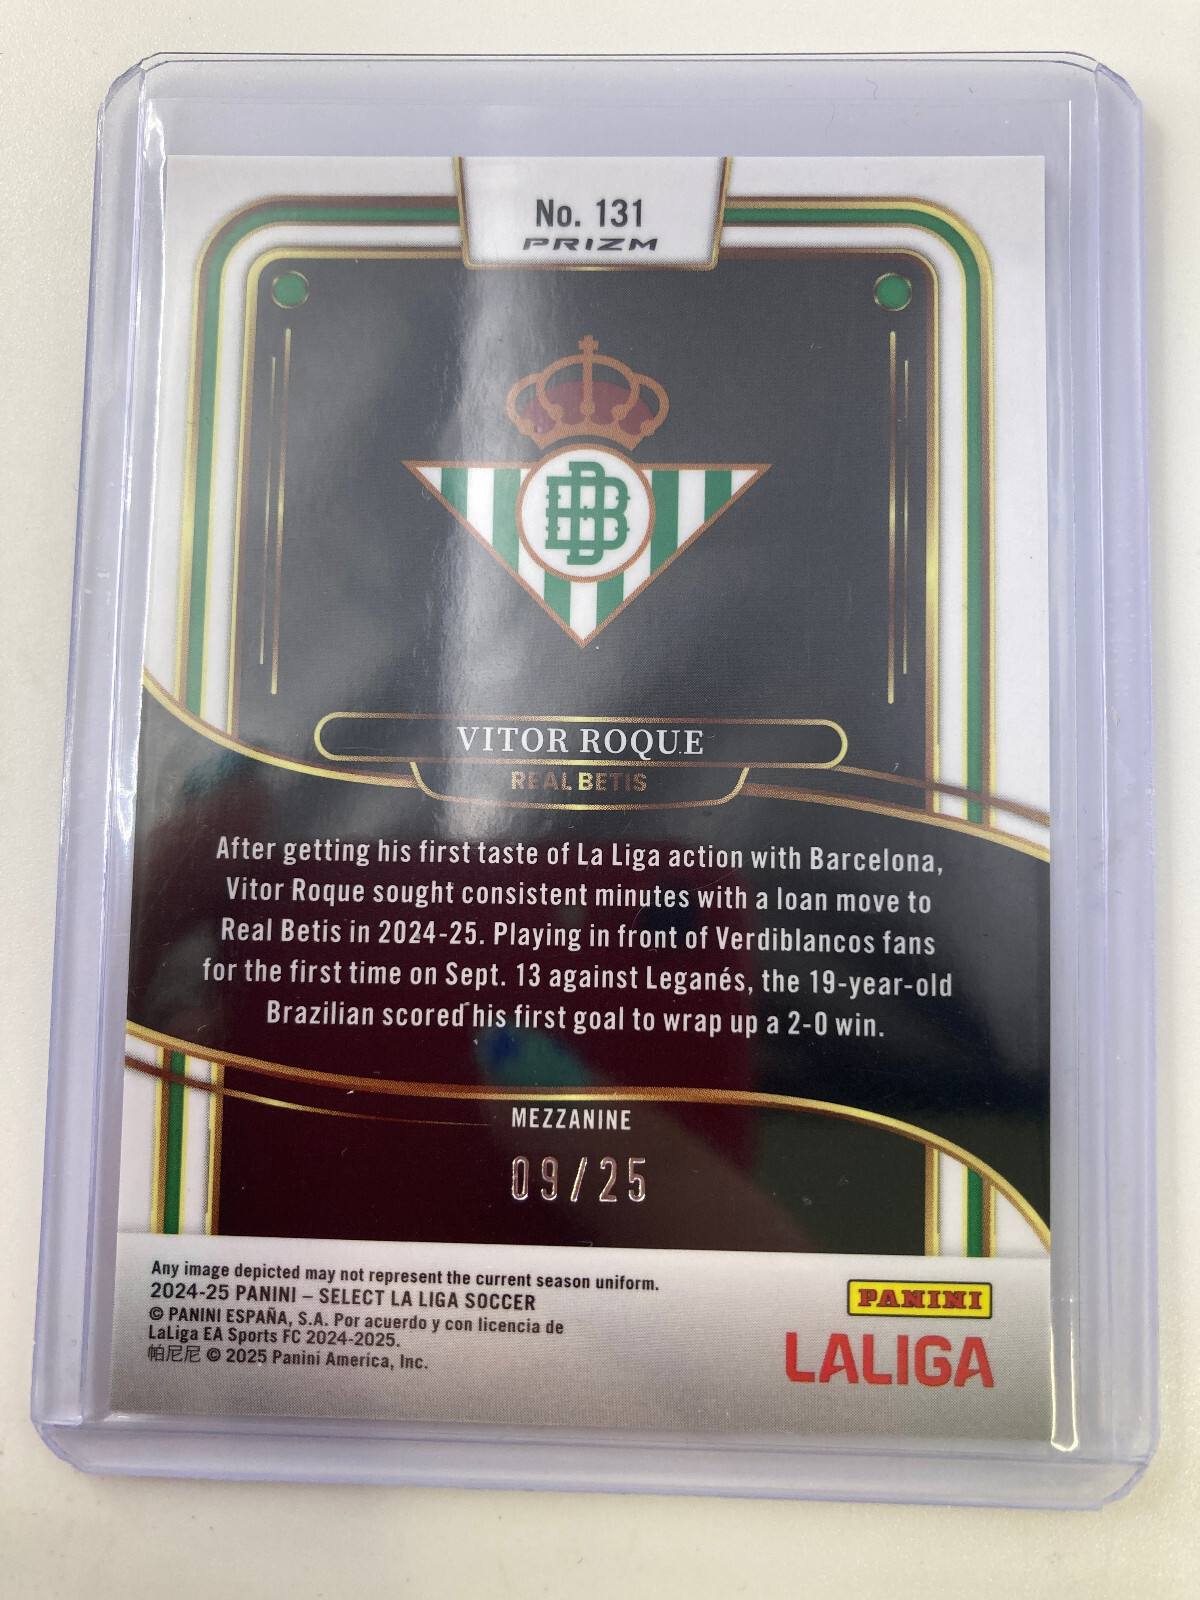 No. 131
PRIZM
VITOR ROQUE
REAL BETIS
After getting his first taste of La Liga action with Barcelona,
Vitor Roque sought consistent minutes with a loan move to
Real Betis in 2024-25. Playing in front of Verdiblancos fans
for the first time on Sept. 13 against Leganés, the 19-year-old
Brazilian scored his first goal to wrap up a 2-0 win.
MEZZANINE
09/25
Any image depicted may not represent the current season uniform.
2024-25 PANINI – SELECT LA LIGA SOCCER
© PANINI ESPAÑA, S.A. Por acuerdo y con licencia de
LaLiga EA Sports FC 2024-2025.
帕尼尼 © 2025 Panini America, Inc.
PANINI
LALIGA